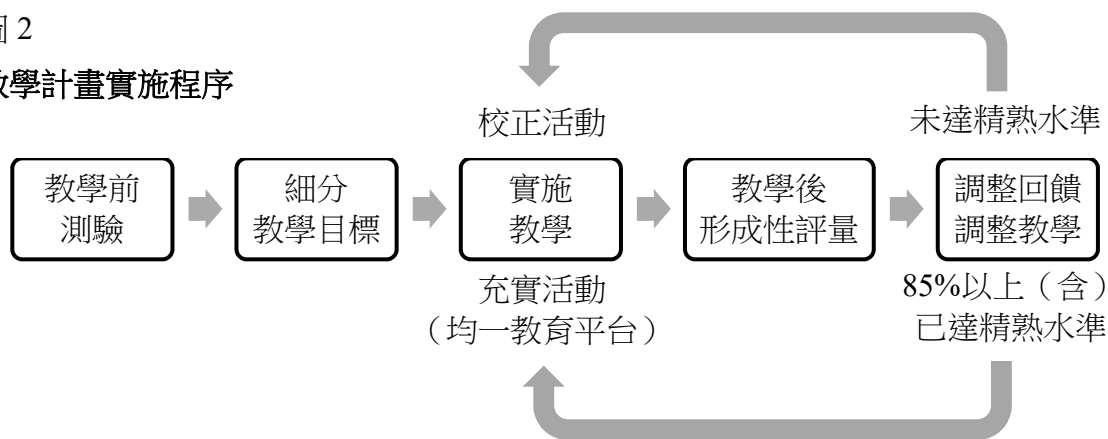 圖 2
教學計畫實施程序
校正活動
未達精熟水準
教學前
測驗
細分
教學目標
實施
教學
教學後
形成性評量
調整回饋
調整教學
充實活動
（均一教育平台）
85%以上（含）
已達精熟水準